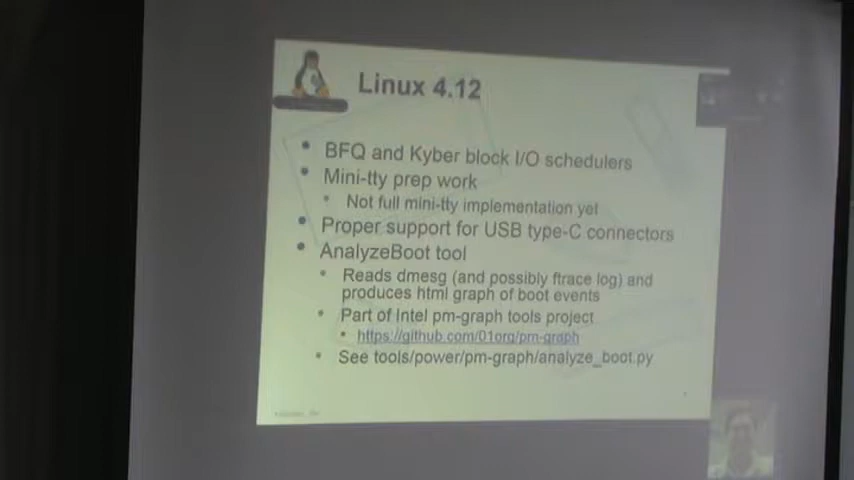 Linux 4.12
• BFQ and Kyber block I/O schedulers
• Mini-tty prep work
• Not full mini-tty implementation yet
• Proper support for USB type-C connectors
• AnalyzeBoot tool
• Reads dmesg (and possibly ftrace log) and
produces html graph of boot events
• Part of Intel pm-graph tools project
• https://github.com/01org/pm-graph
• See tools/power/pm-graph/analyze_boot.py